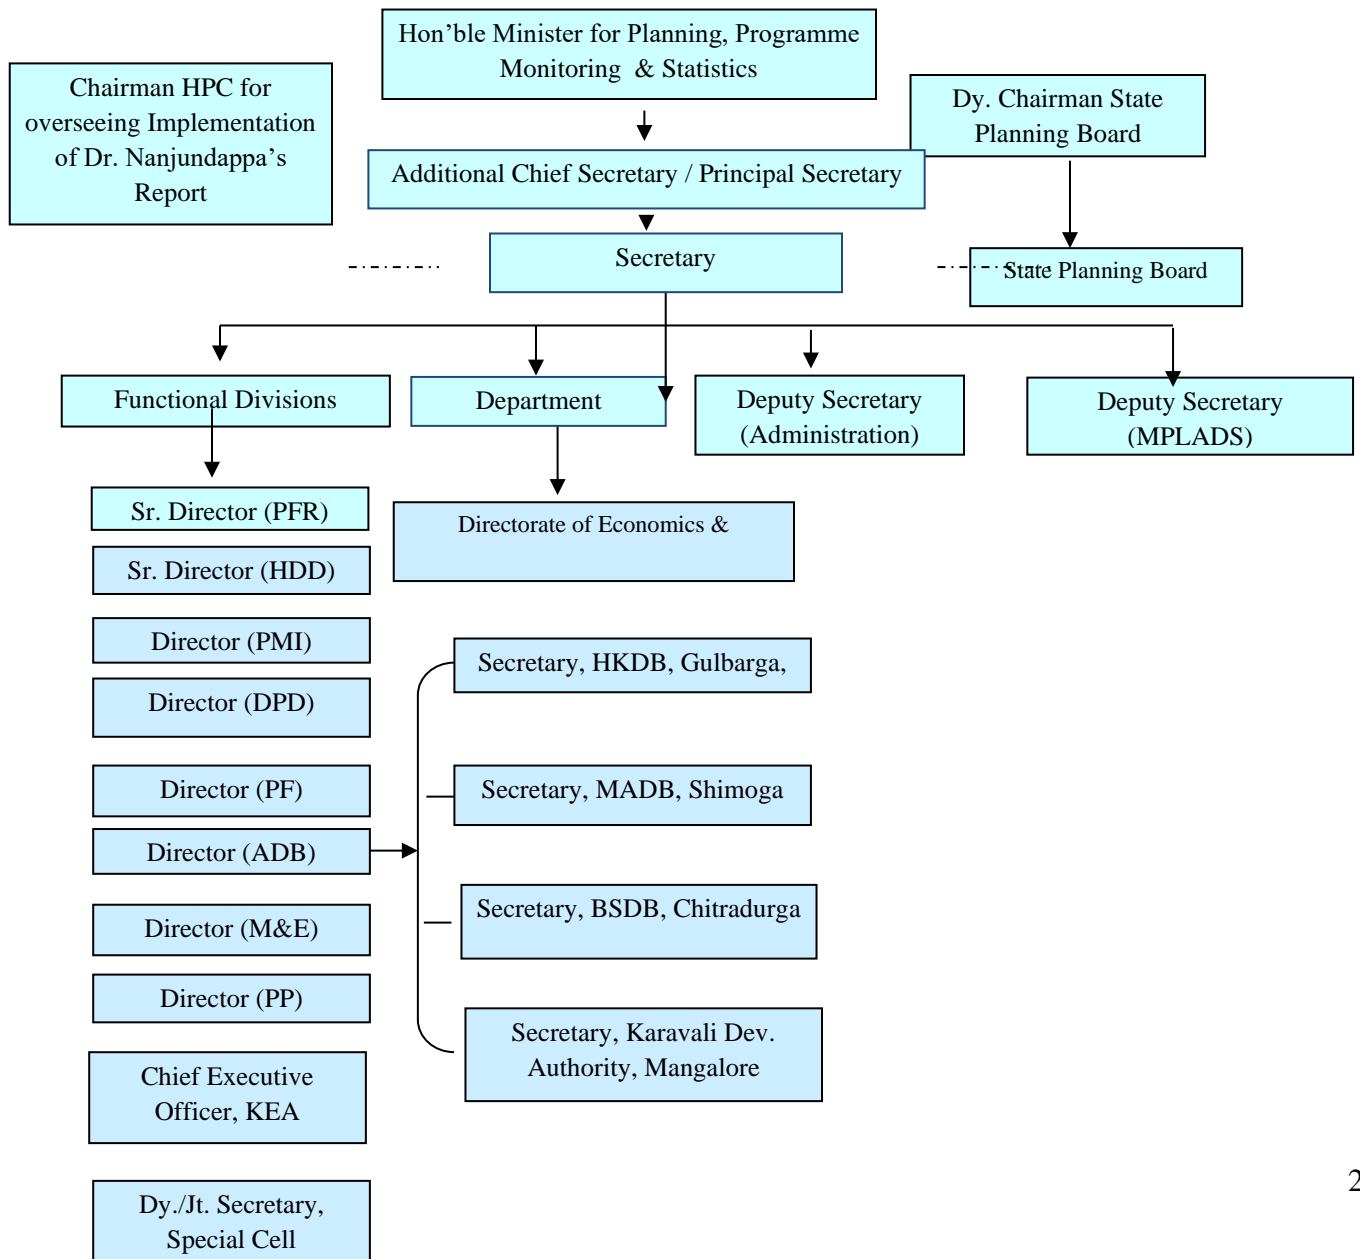 Hon’ble Minister for Planning, Programme
Monitoring & Statistics
Chairman HPC for
overseeing Implementation
of Dr. Nanjundappa’s
Report
Dy. Chairman State
Planning Board
Additional Chief Secretary / Principal Secretary
Secretary
State Planning Board
Functional Divisions
Department
Deputy Secretary
(Administration)
Deputy Secretary
(MPLADS)
Sr. Director (PFR)
Directorate of Economics &
Sr. Director (HDD)
Director (PMI)
Secretary, HKDB, Gulbarga,
Director (DPD)
Director (PF)
Secretary, MADB, Shimoga
Director (ADB)
Director (M&E)
Secretary, BSDB, Chitradurga
Director (PP)
Secretary, Karavali Dev.
Authority, Mangalore
Chief Executive
Officer, KEA
Dy./Jt. Secretary,
Special Cell
2